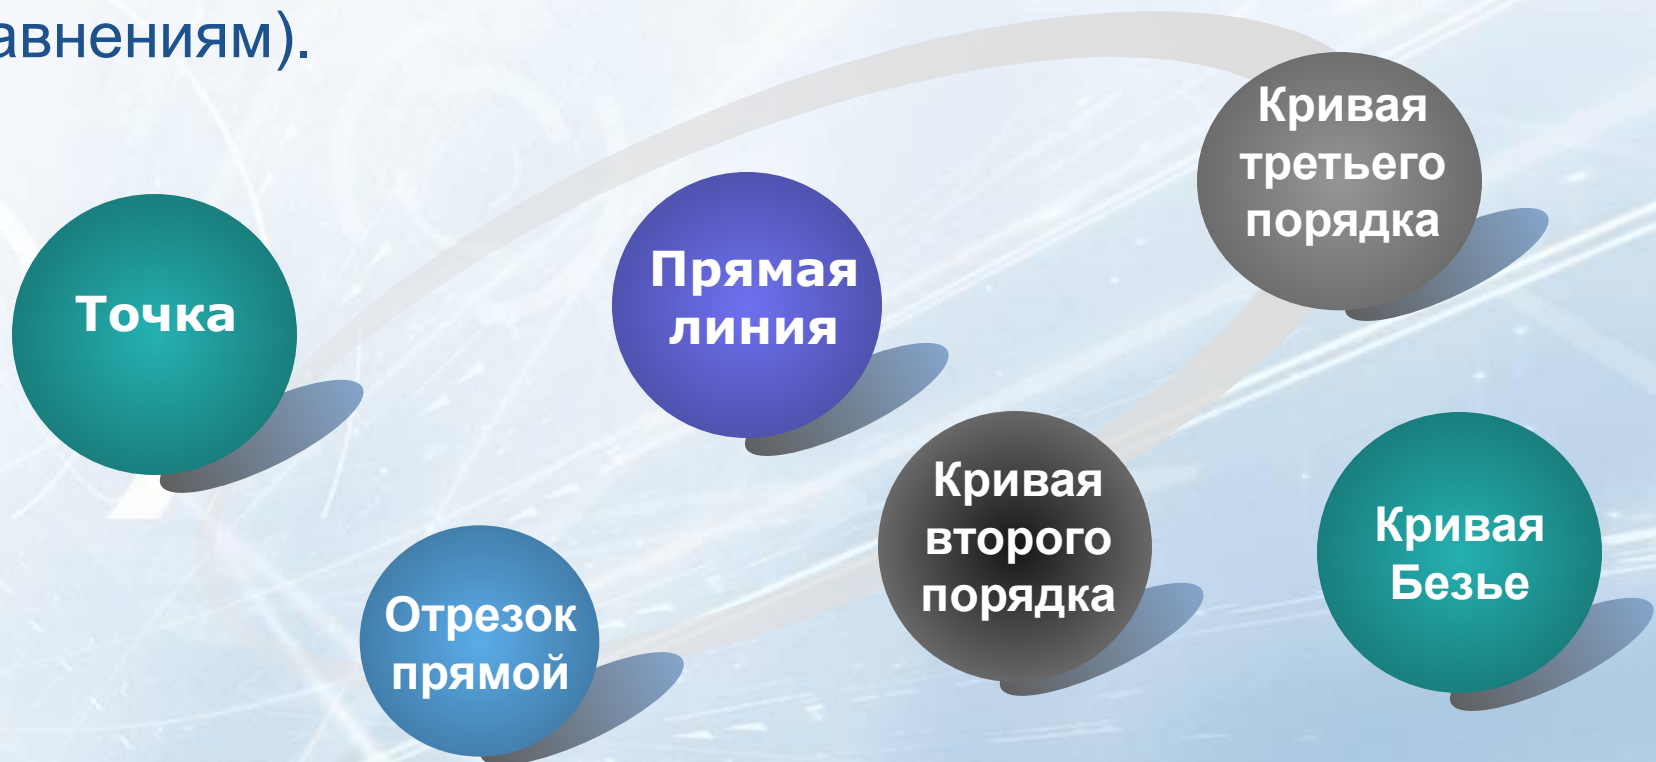 авнениям).
Точка
Прямая
линия
Кривая
третьего
порядка
Отрезок
прямой
Кривая
второго
порядка
Кривая
Безье